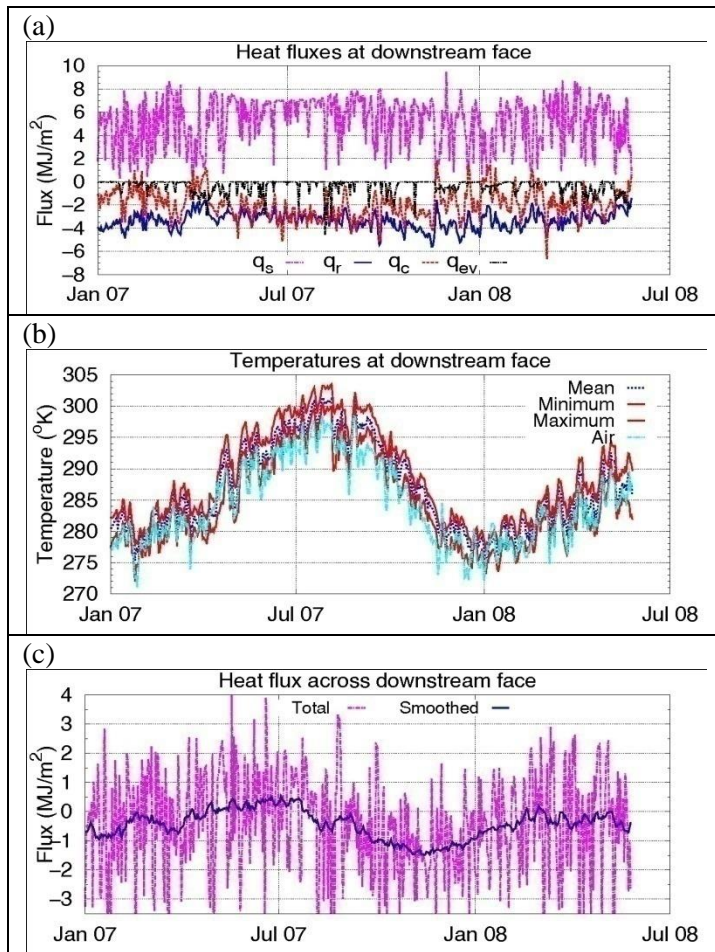 (a)
Heat fluxes at downstream face
Flux (MJ/m²)
10
8
6
4
2
0
−2
−4
−6
−8
q_s q_r q_c q_ev
Jan 07 Jul 07 Jan 08 Jul 08
(b)
Temperatures at downstream face
Temperature (°K)
305
300
295
290
285
280
275
270
Mean
Minimum
Maximum
Air
Jan 07 Jul 07 Jan 08 Jul 08
(c)
Heat flux across downstream face
Flux (MJ/m²)
4
3
2
1
0
−1
−2
−3
Total Smoothed
Jan 07 Jul 07 Jan 08 Jul 08